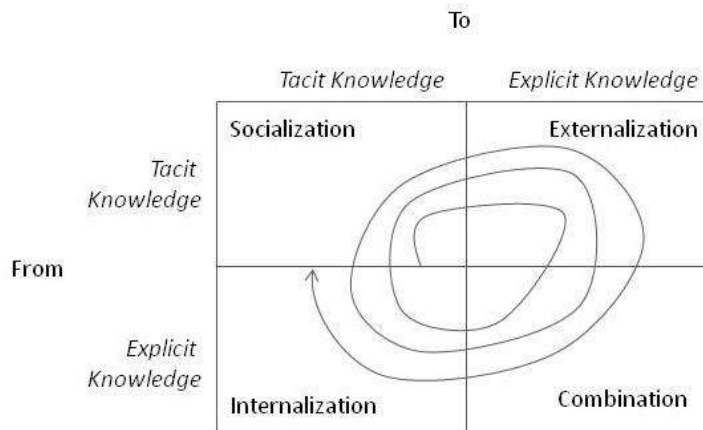 To
Tacit Knowledge
Explicit Knowledge
Socialization
Externalization
Tacit
Knowledge
From
Explicit
Knowledge
Internalization
Combination